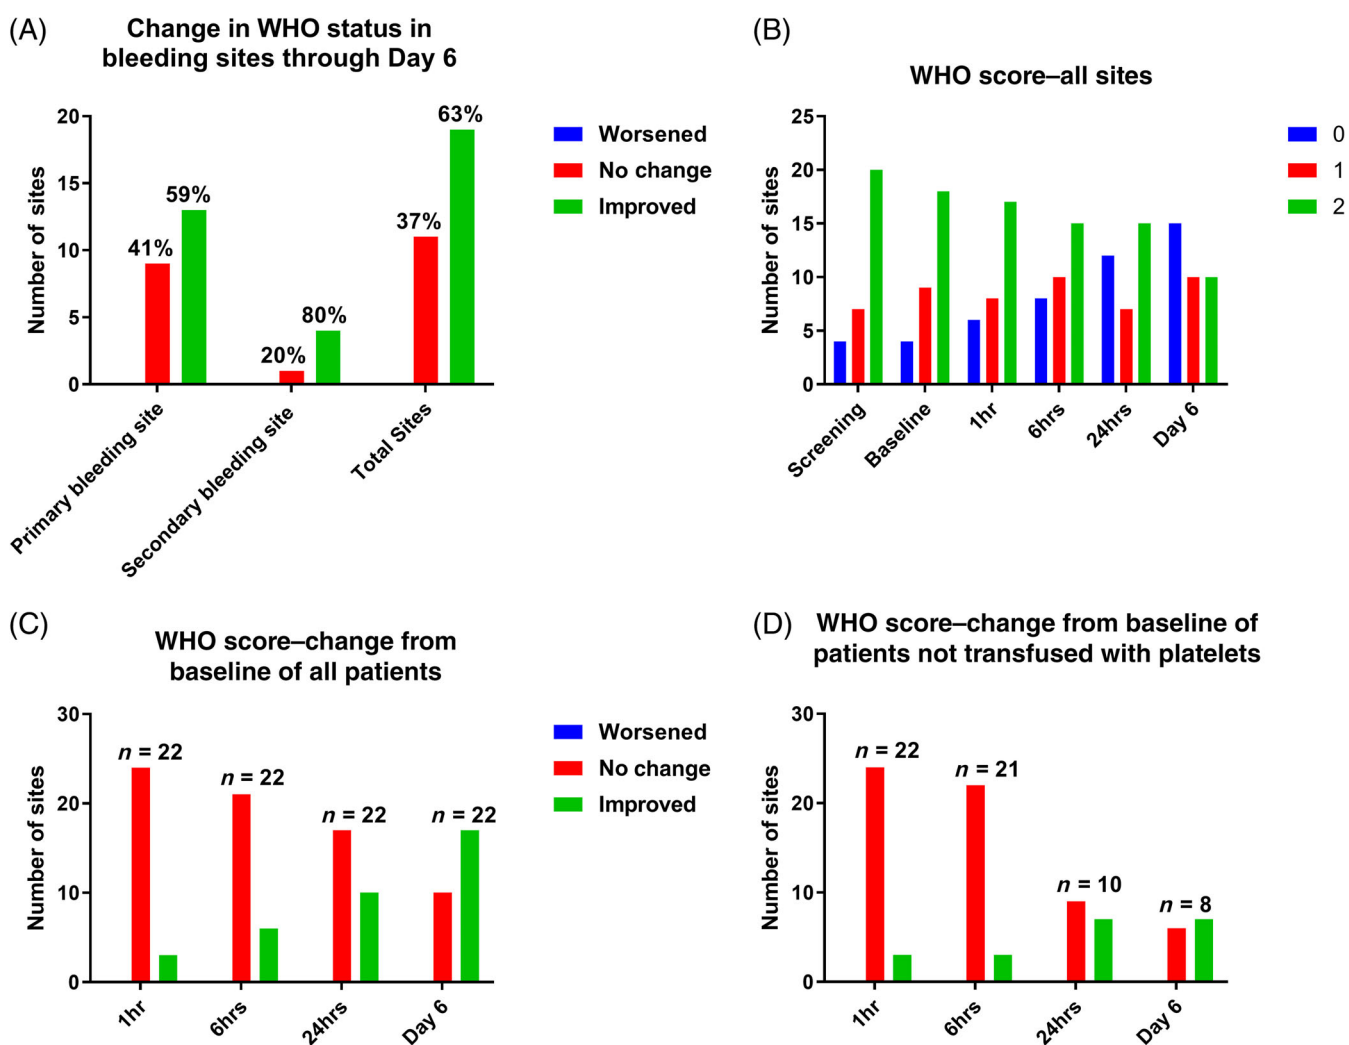 (A)
Change in WHO status in
bleeding sites through Day 6
Number of sites
20
15
10
5
0
41%
59%
20%
80%
37%
63%
Primary bleeding site
Secondary bleeding site
Total Sites
Worsened
No change
Improved
(B)
WHO score–all sites
Number of sites
25
20
15
10
5
0
Screening
Baseline
1hr
6hrs
24hrs
Day 6
0
1
2
(C)
WHO score–change from
baseline of all patients
Number of sites
30
20
10
0
n = 22
n = 22
n = 22
n = 22
1hr
6hrs
24hrs
Day 6
Worsened
No change
Improved
(D)
WHO score–change from baseline of
patients not transfused with platelets
Number of sites
30
20
10
0
n = 22
n = 21
n = 10
n = 8
1hr
6hrs
24hrs
Day 6